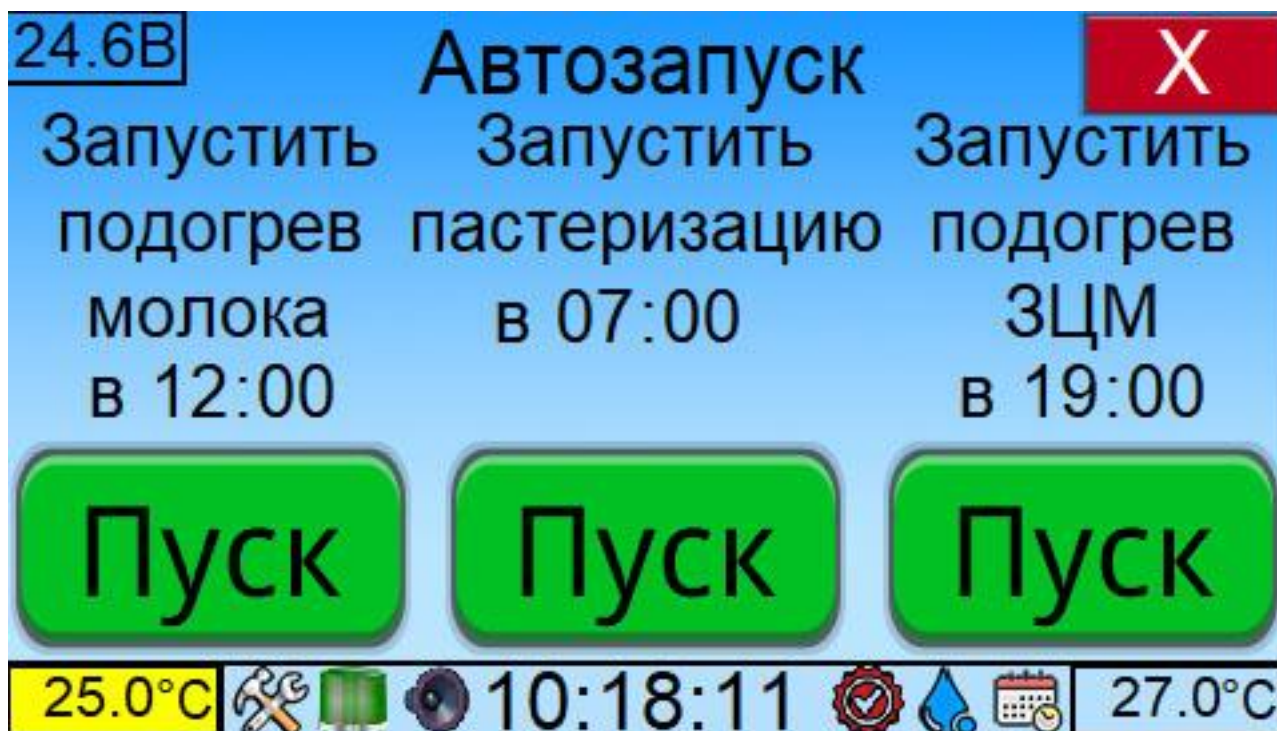 24.6В
Автозапуск
X
Запустить
подогрев
молока
в 12:00
Запустить
пастеризацию
в 07:00
Запустить
подогрев
ЗЦМ
в 19:00
Пуск
Пуск
Пуск
25.0°C
10:18:11
27.0°C